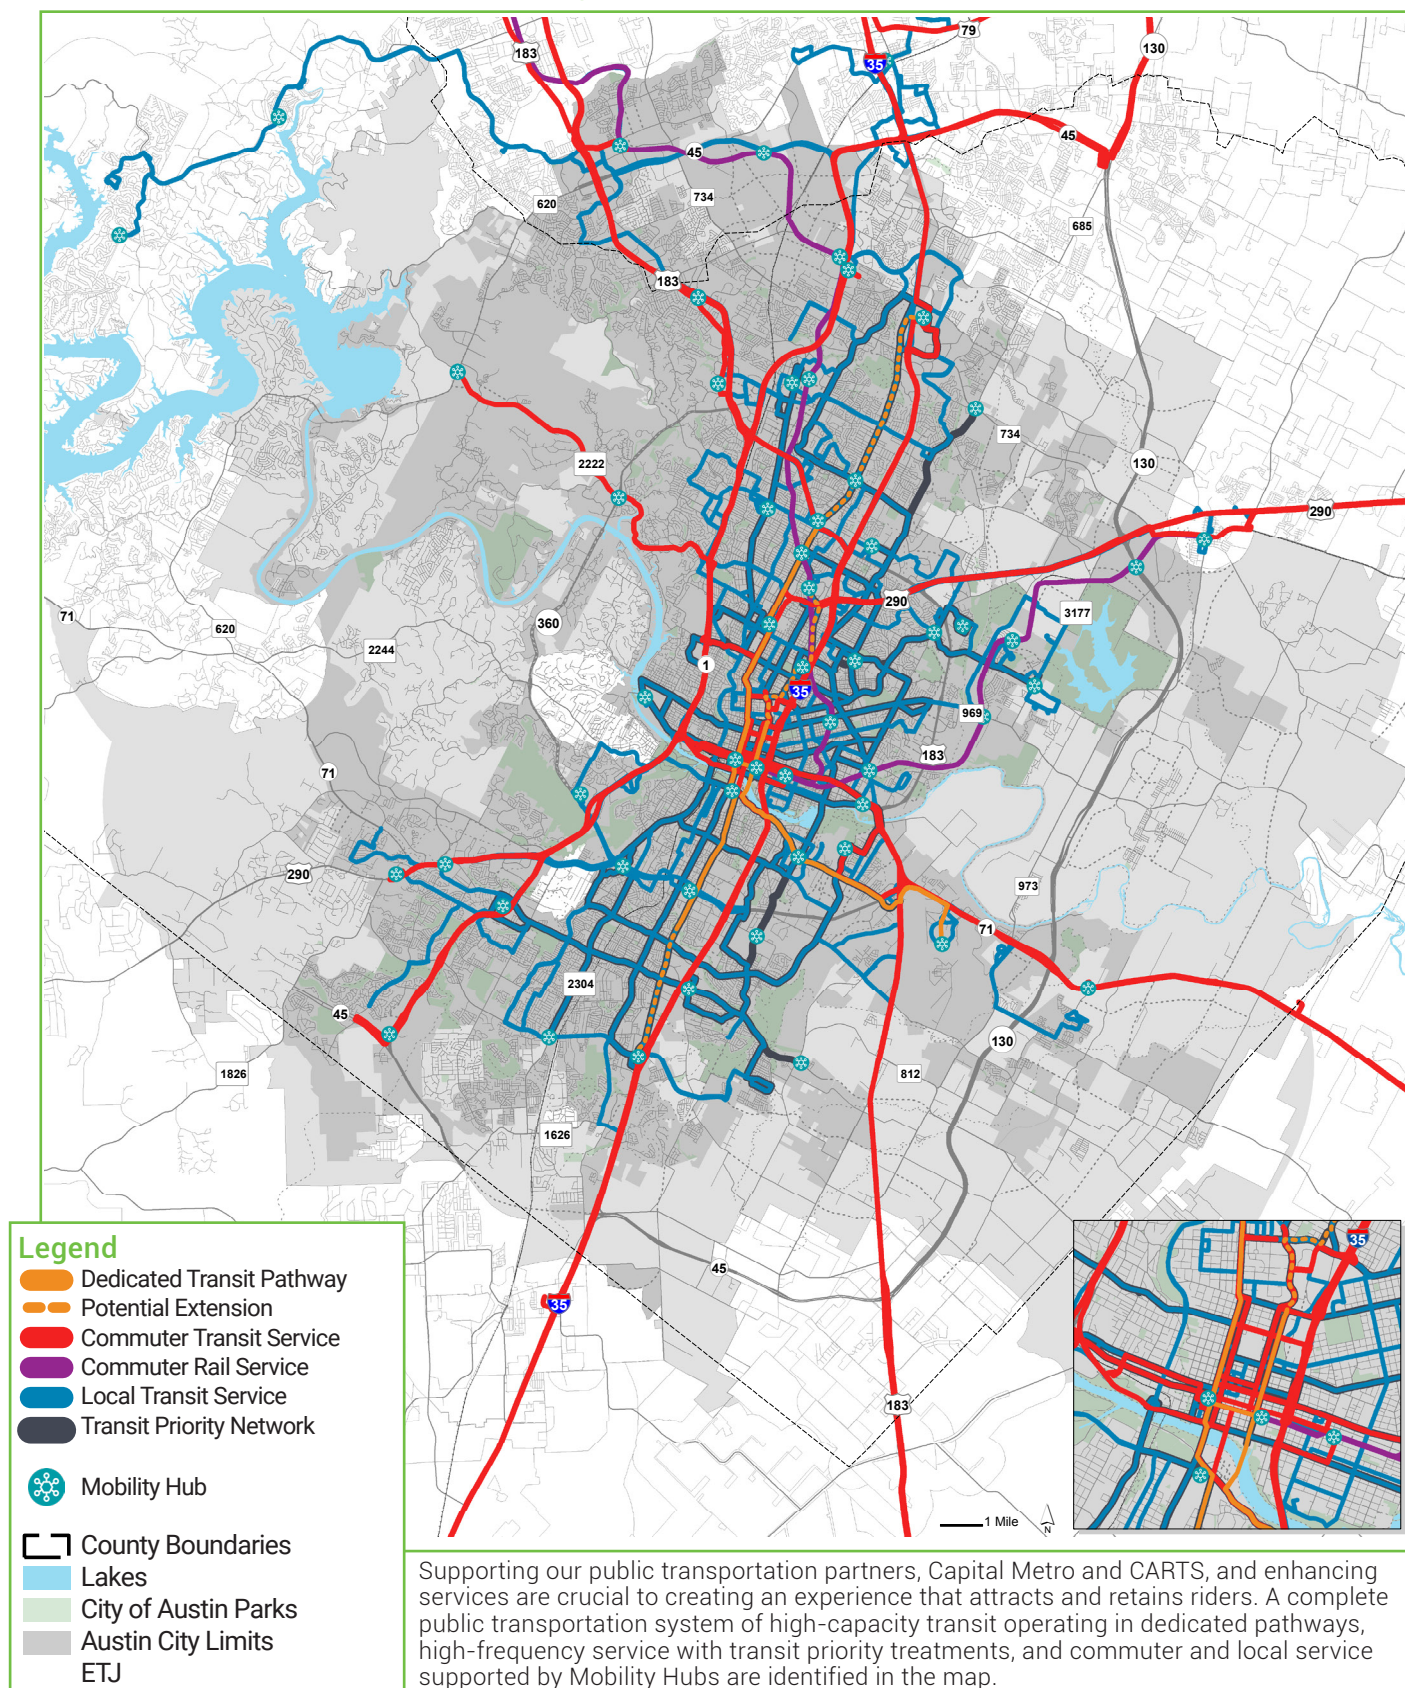 183
79
35
130
45
45
620
734
685
183
2222
734
130
290
71
620
360
2244
290
3177
1
35
969
183
71
290
973
71
2304
45
130
1826
812
1626
45
35
183
35
1 Mile
N
Legend
Dedicated Transit Pathway
Potential Extension
Commuter Transit Service
Commuter Rail Service
Local Transit Service
Transit Priority Network
Mobility Hub
County Boundaries
Lakes
City of Austin Parks
Austin City Limits
ETJ
Supporting our public transportation partners, Capital Metro and CARTS, and enhancing
services are crucial to creating an experience that attracts and retains riders. A complete
public transportation system of high-capacity transit operating in dedicated pathways,
high-frequency service with transit priority treatments, and commuter and local service
supported by Mobility Hubs are identified in the map.